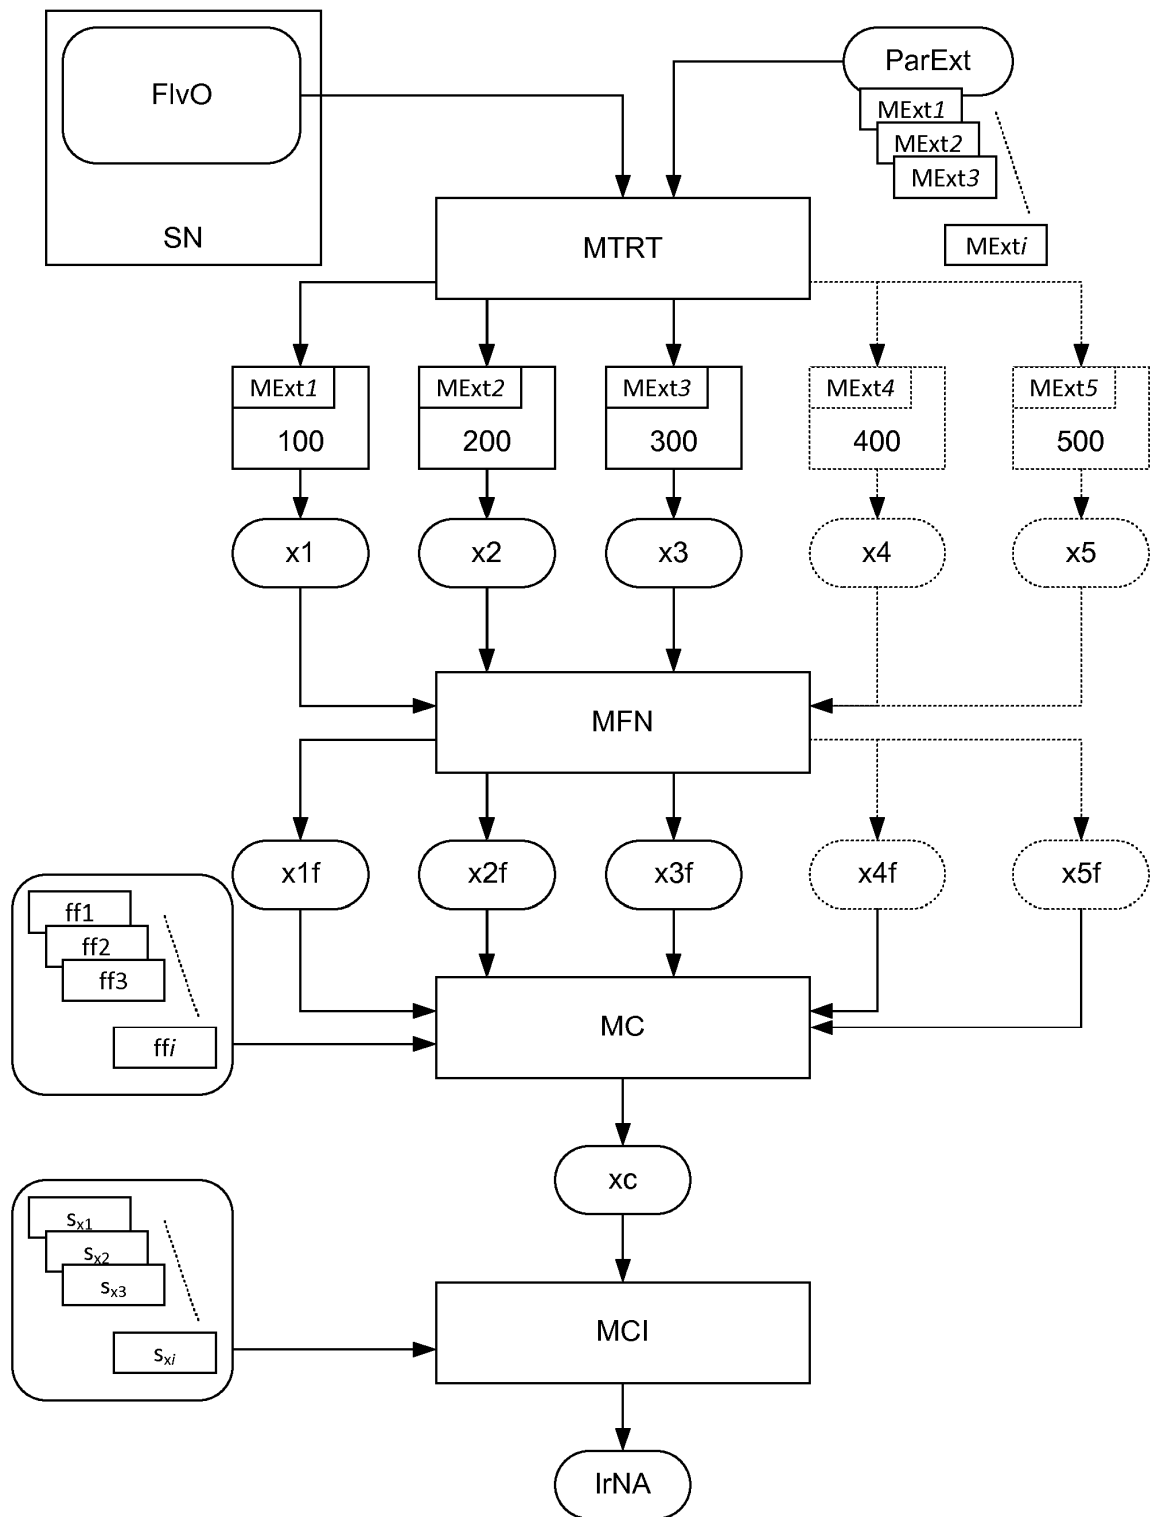 FlvO
SN
ParExt
MExt1
MExt2
MExt3
MExti
MTRT
MExt1
100
MExt2
200
MExt3
300
MExt4
400
MExt5
500
x1
x2
x3
x4
x5
MFN
x1f
x2f
x3f
x4f
x5f
ff1
ff2
ff3
ffi
MC
xc
sx1
sx2
sx3
sxi
MCI
IrNA